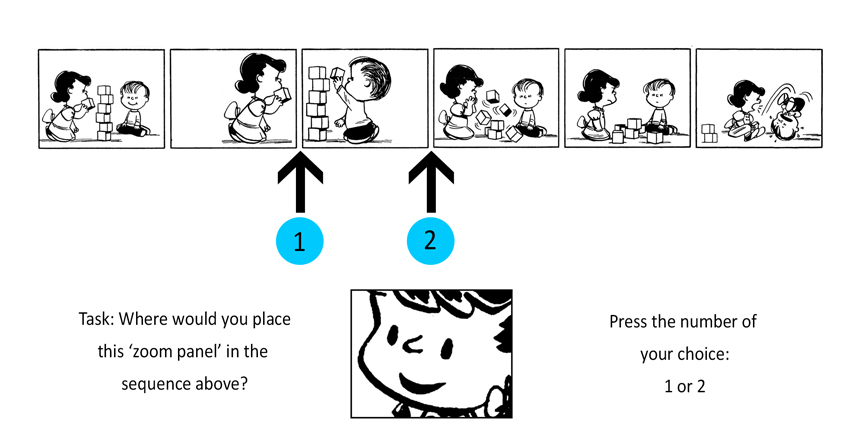 1
2
Task: Where would you place
this ‘zoom panel’ in the
sequence above?
Press the number of
your choice:
1 or 2